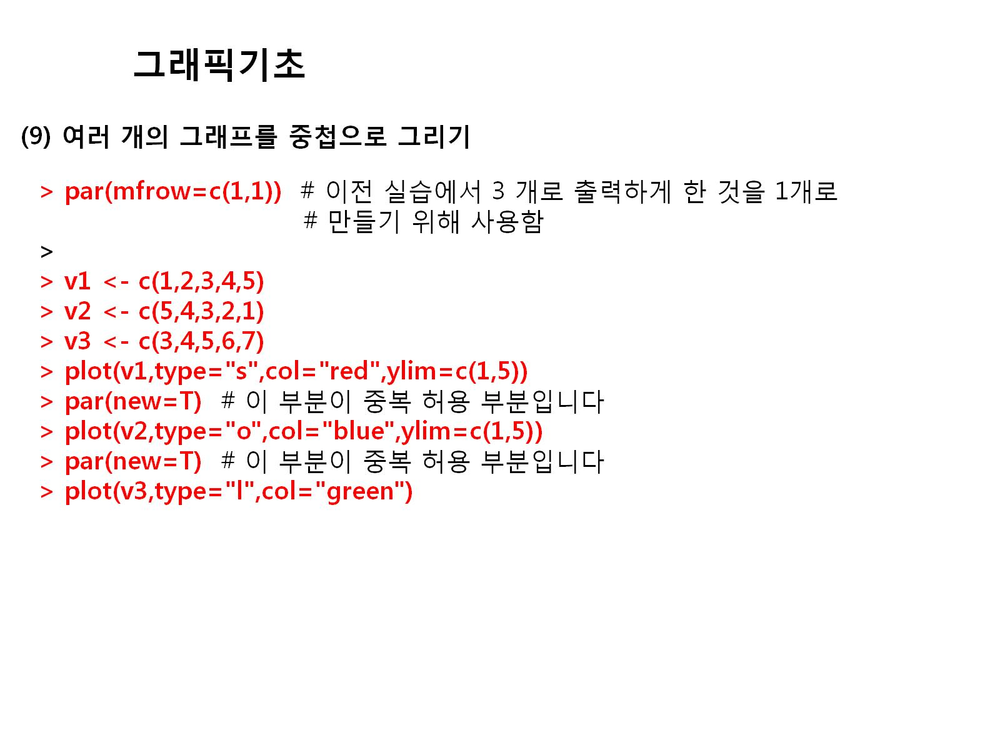 그래픽기초
(9) 여러 개의 그래프를 중첩으로 그리기
> par(mfrow=c(1,1)) # 이전 실습에서 3 개로 출력하게 한 것을 1개로
# 만들기 위해 사용함
>
> v1 <- c(1,2,3,4,5)
> v2 <- c(5,4,3,2,1)
> v3 <- c(3,4,5,6,7)
> plot(v1,type="s",col="red",ylim=c(1,5))
> par(new=T) # 이 부분이 중복 허용 부분입니다
> plot(v2,type="o",col="blue",ylim=c(1,5))
> par(new=T) # 이 부분이 중복 허용 부분입니다
> plot(v3,type="l",col="green")